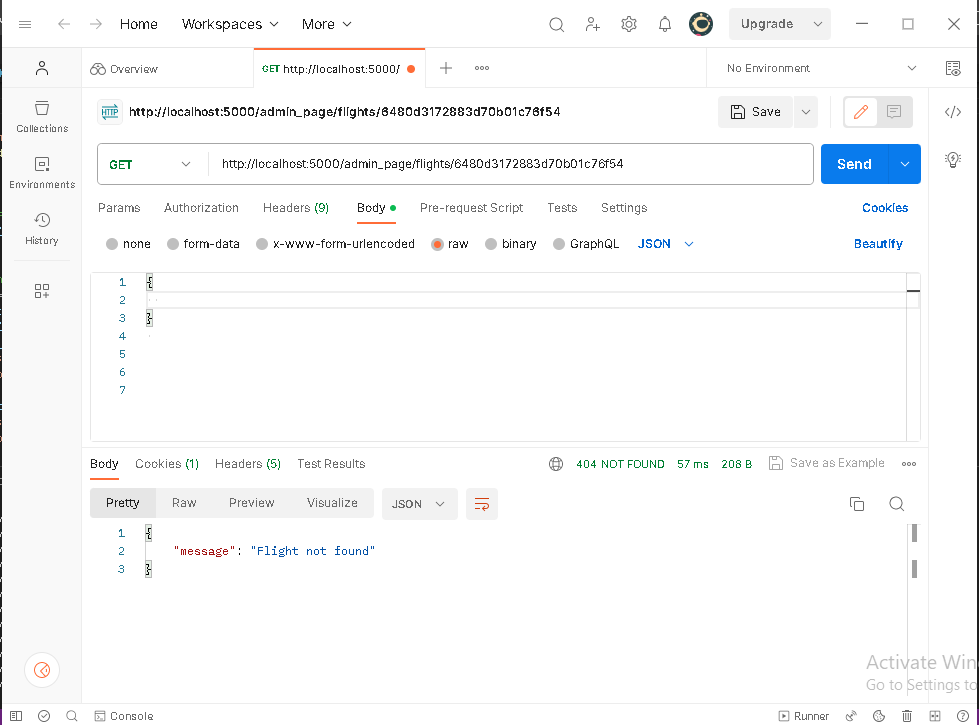 Home Workspaces More Upgrade
Overview GET http://localhost:5000/ No Environment
HTTP http://localhost:5000/admin_page/flights/6480d3172883d70b01c76f54 Save
Collections
GET http://localhost:5000/admin_page/flights/6480d3172883d70b01c76f54 Send
Environments
Params Authorization Headers (9) Body Pre-request Script Tests Settings Cookies
History
none form-data x-www-form-urlencoded raw binary GraphQL JSON Beautify
1 {
2
3 }
4
5
6
7
Body Cookies (1) Headers (5) Test Results 404 NOT FOUND 57 ms 208 B Save as Example
Pretty Raw Preview Visualize JSON
1 {
2 "message": "Flight not found"
3 }
Activate Win
Go to Settings to
Console Runner